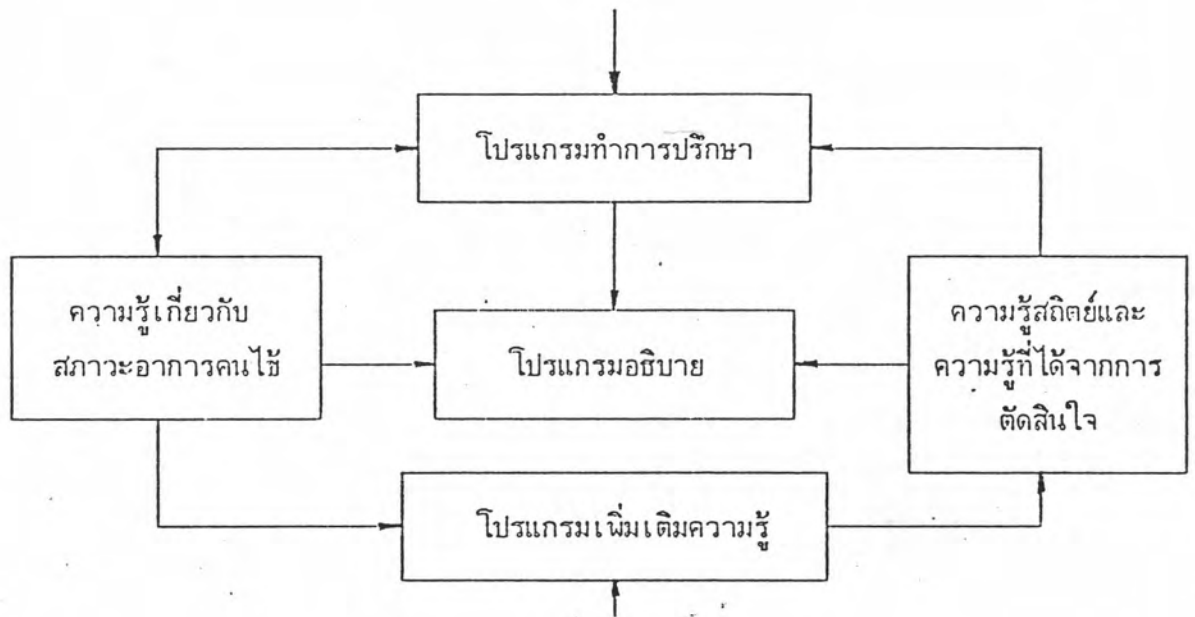 โปรแกรมทำการปรึกษา
ความรู้เกี่ยวกับ
สภาวะอาการคนไข้
โปรแกรมอธิบาย
ความรู้สถิตย์และ
ความรู้ที่ได้จากการ
ตัดสินใจ
โปรแกรมเพิ่มเติมความรู้